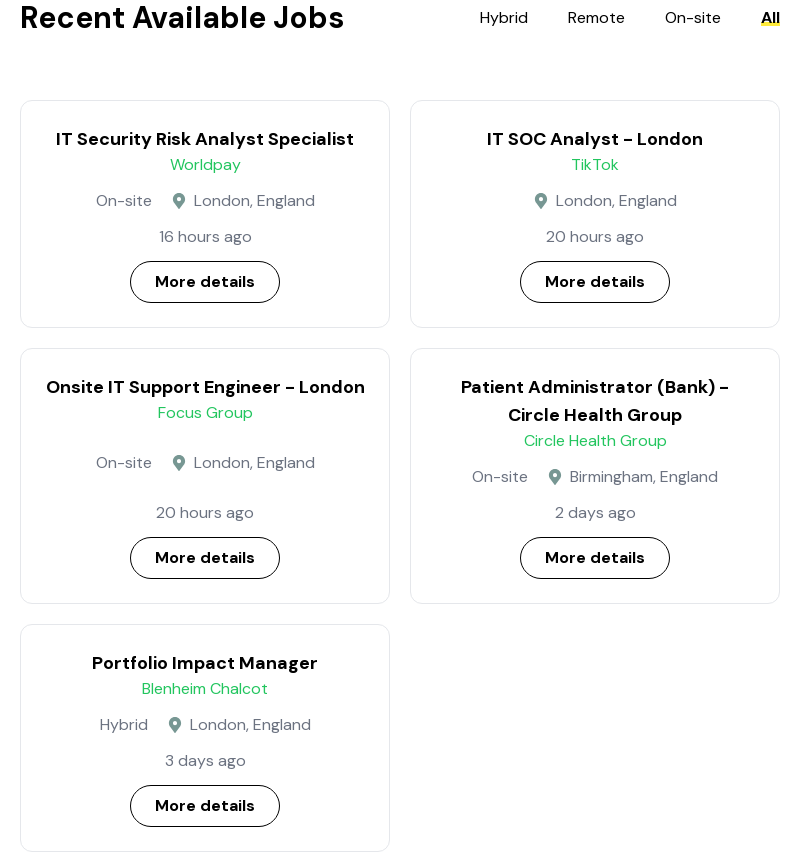 Recent Available Jobs
Hybrid
Remote
On-site
All
IT Security Risk Analyst Specialist
Worldpay
On-site
London, England
16 hours ago
More details
IT SOC Analyst – London
TikTok
London, England
20 hours ago
More details
Onsite IT Support Engineer – London
Focus Group
On-site
London, England
20 hours ago
More details
Patient Administrator (Bank) –
Circle Health Group
Circle Health Group
On-site
Birmingham, England
2 days ago
More details
Portfolio Impact Manager
Blenheim Chalcot
Hybrid
London, England
3 days ago
More details